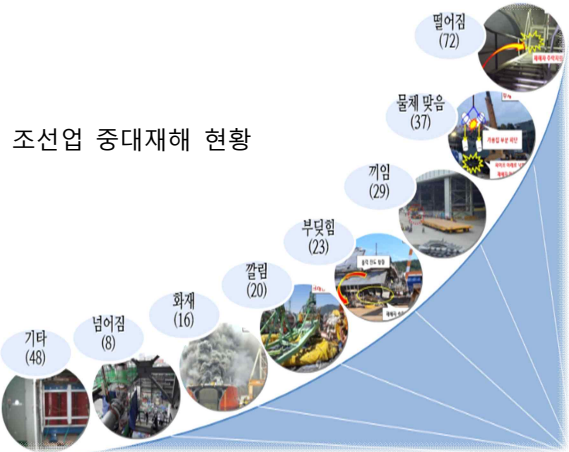 떨어짐
(72)
물체 맞음
(37)
조선업 중대재해 현황
끼임
(29)
부딪힘
(23)
깔림
(20)
화재
(16)
넘어짐
(8)
기타
(48)